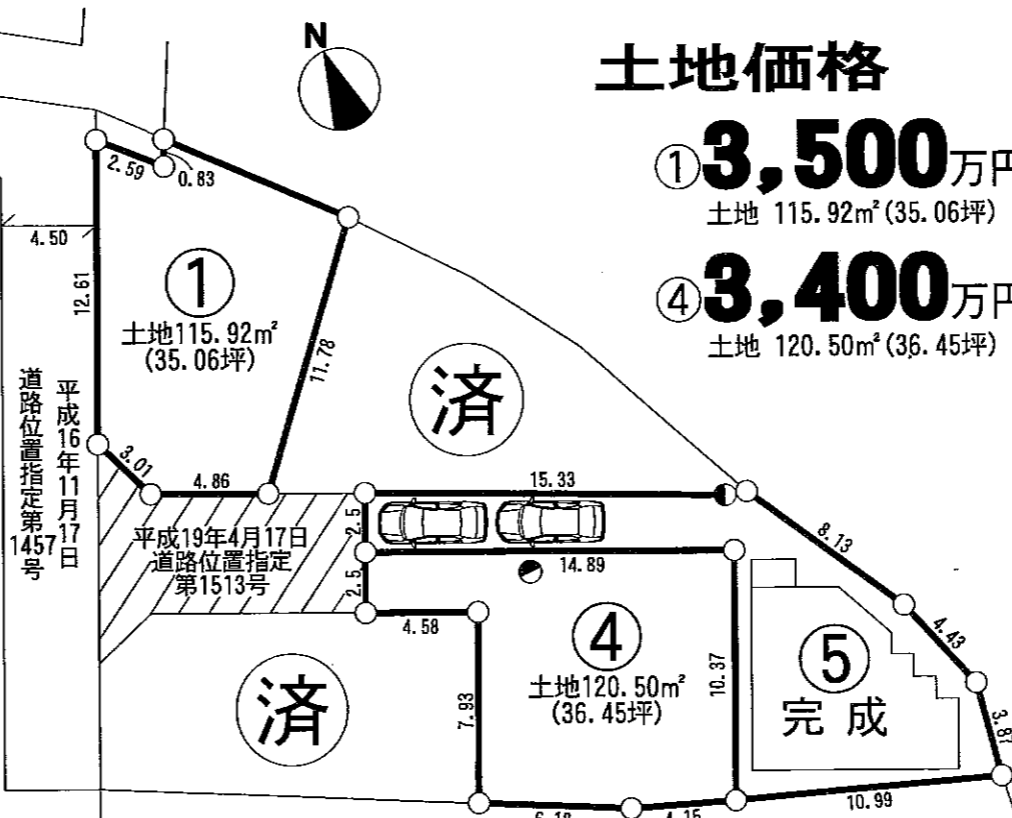 N
土地価格
①3,500万円
土地 115.92㎡(35.06坪)
④3,400万円
土地 120.50㎡(36.45坪)
2.59
0.83
4.50
12.61
①
土地115.92㎡
(35.06坪)
11.78
済
平成16年11月17日
道路位置指定第1457号
3.01
4.86
15.33
2.5
平成19年4月17日
道路位置指定
第1513号
14.89
2.5
8.13
4.58
④
土地120.50㎡
(36.45坪)
4.43
⑤
完成
10.37
7.93
済
3.87
10.99
6.18
4.15